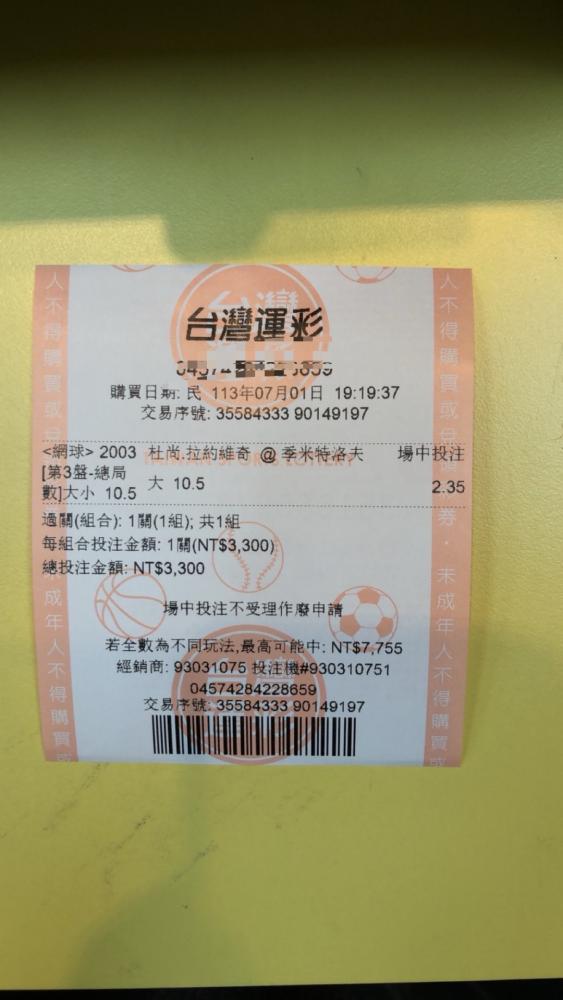 台灣運彩
購買日期: 民 113年07月01日 19:19:37
交易序號: 35584333 90149197
<網球> 2003 杜尚.拉約維奇 @ 季米特洛夫 場中投注
[第3盤-總局
數]大小 10.5 大 10.5 2.35
過關(組合): 1關(1組); 共1組
每組合投注金額: 1關(NT$3,300)
總投注金額: NT$3,300
場中投注不受理作廢申請
若全數為不同玩法,最高可能中: NT$7,755
經銷商: 93031075 投注機#930310751
04574284228659
交易序號: 35584333 90149197
人不得購買或
券・未成年人不得購買或
未成年人不得購買或